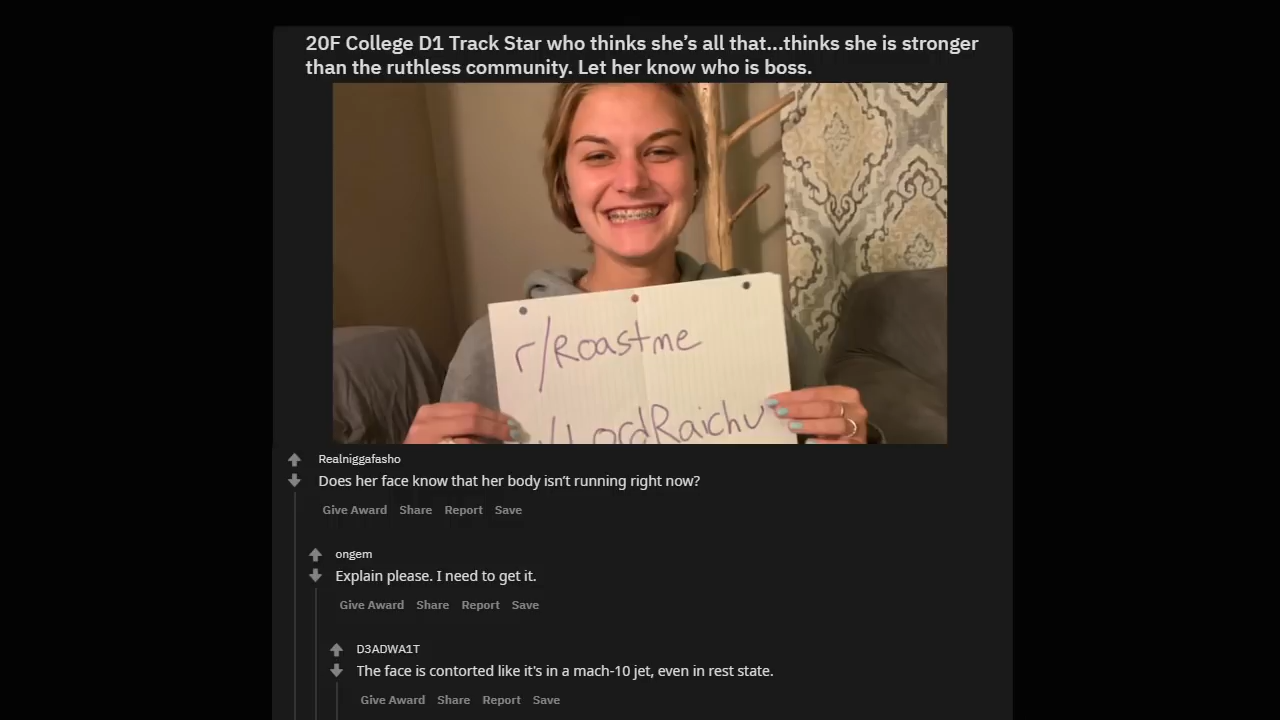 20F College D1 Track Star who thinks she’s all that...thinks she is stronger
than the ruthless community. Let her know who is boss.
r/Roastme
/LordRaichu
Realniggafasho
Does her face know that her body isn’t running right now?
Give Award Share Report Save
ongem
Explain please. I need to get it.
Give Award Share Report Save
D3ADWA1T
The face is contorted like it's in a mach-10 jet, even in rest state.
Give Award Share Report Save